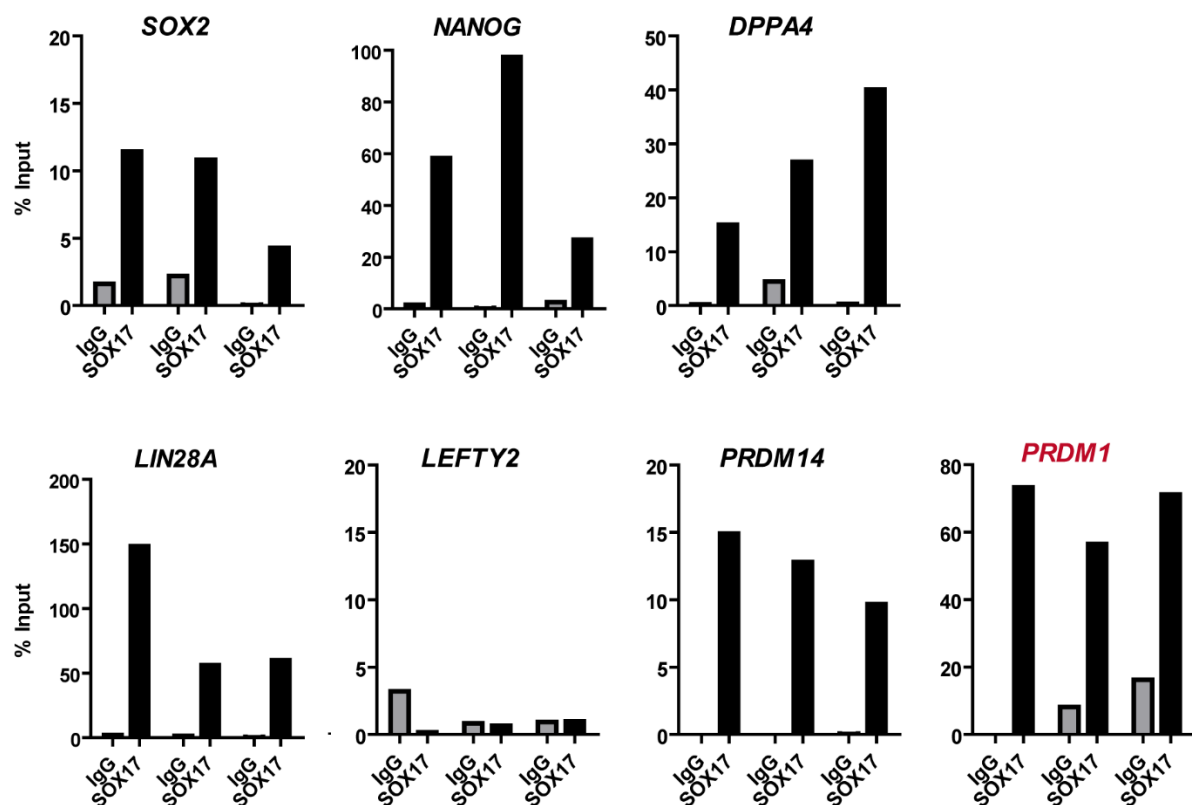 SOX2
NANOG
DPPA4
% Input
20
15
10
5
0
IgG
SOX17
IgG
SOX17
IgG
SOX17
100
80
60
40
20
0
IgG
SOX17
IgG
SOX17
IgG
SOX17
50
40
30
20
10
0
IgG
SOX17
IgG
SOX17
IgG
SOX17
LIN28A
LEFTY2
PRDM14
PRDM1
% Input
200
150
100
50
0
IgG
SOX17
IgG
SOX17
IgG
SOX17
20
15
10
5
0
IgG
SOX17
IgG
SOX17
IgG
SOX17
20
15
10
5
0
IgG
SOX17
IgG
SOX17
IgG
SOX17
80
60
40
20
0
IgG
SOX17
IgG
SOX17
IgG
SOX17